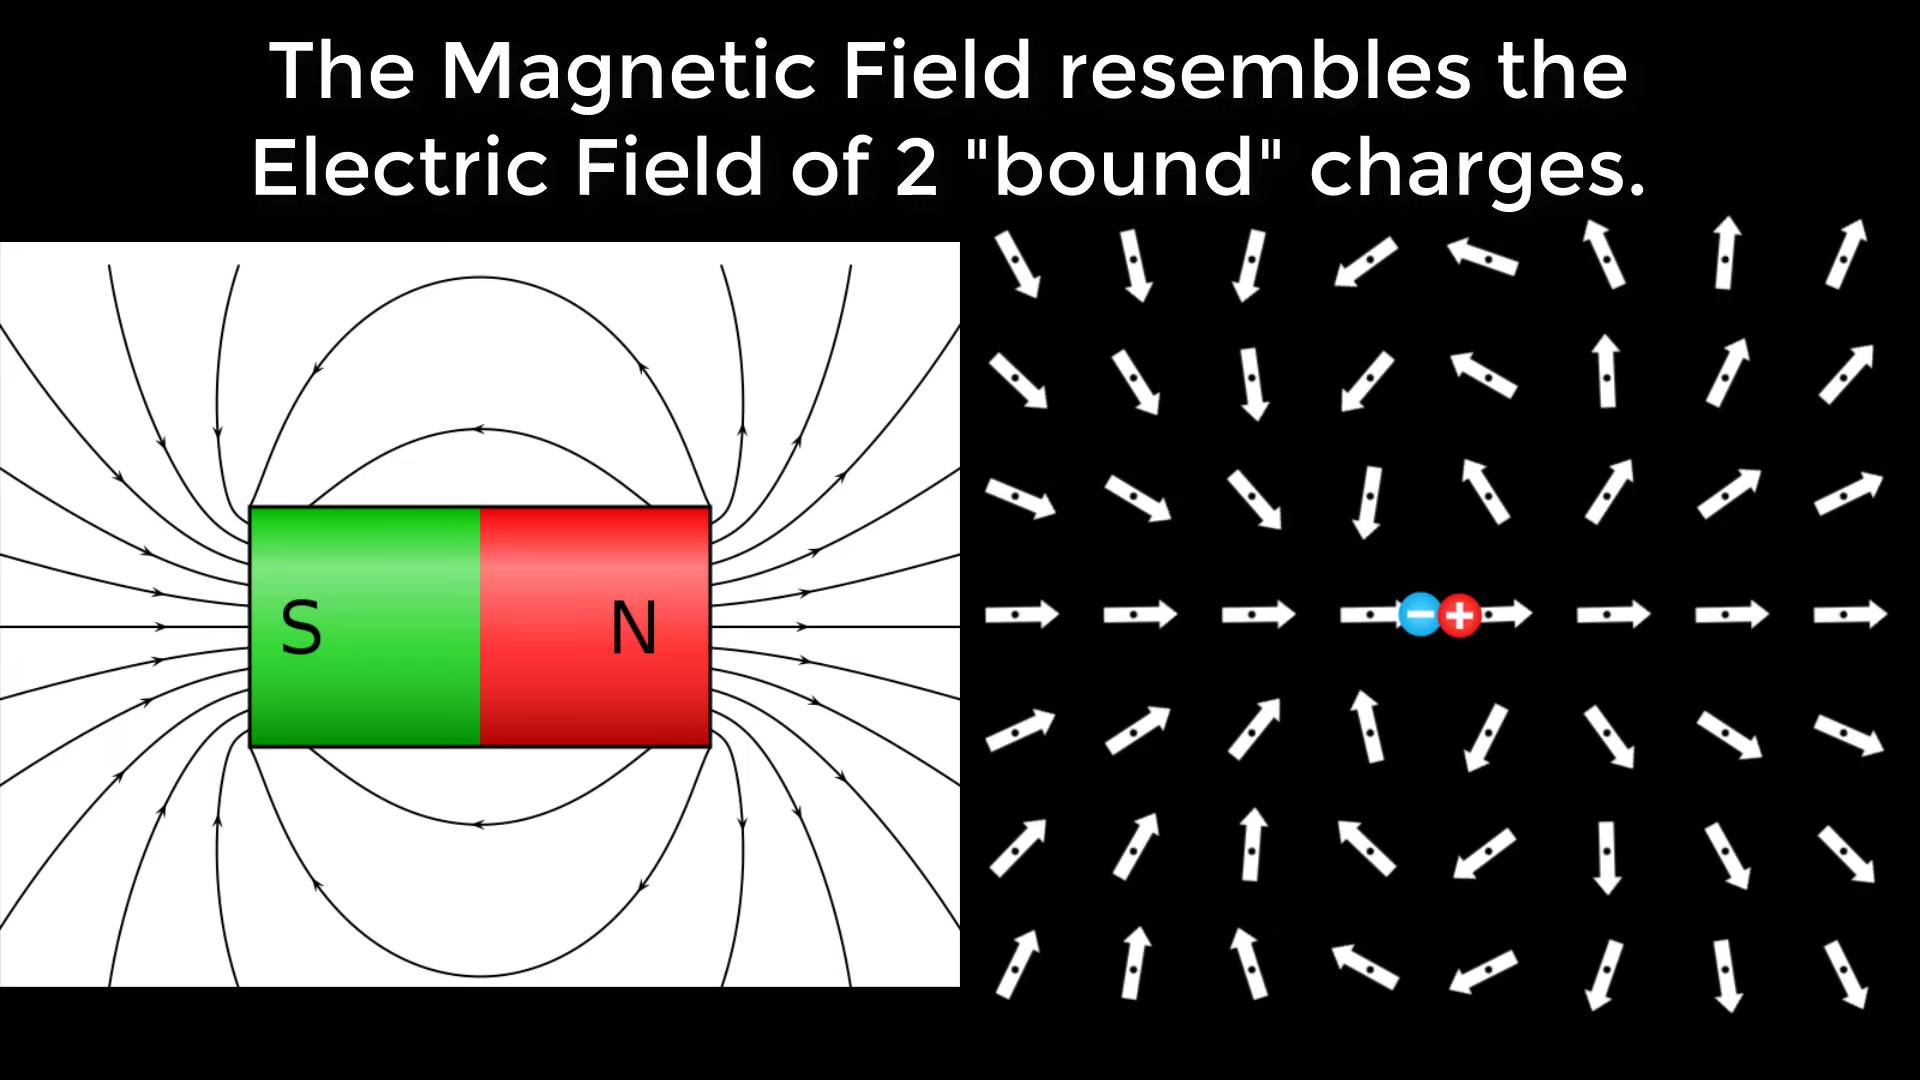 The Magnetic Field resembles the
Electric Field of 2 "bound" charges.
S N
− +